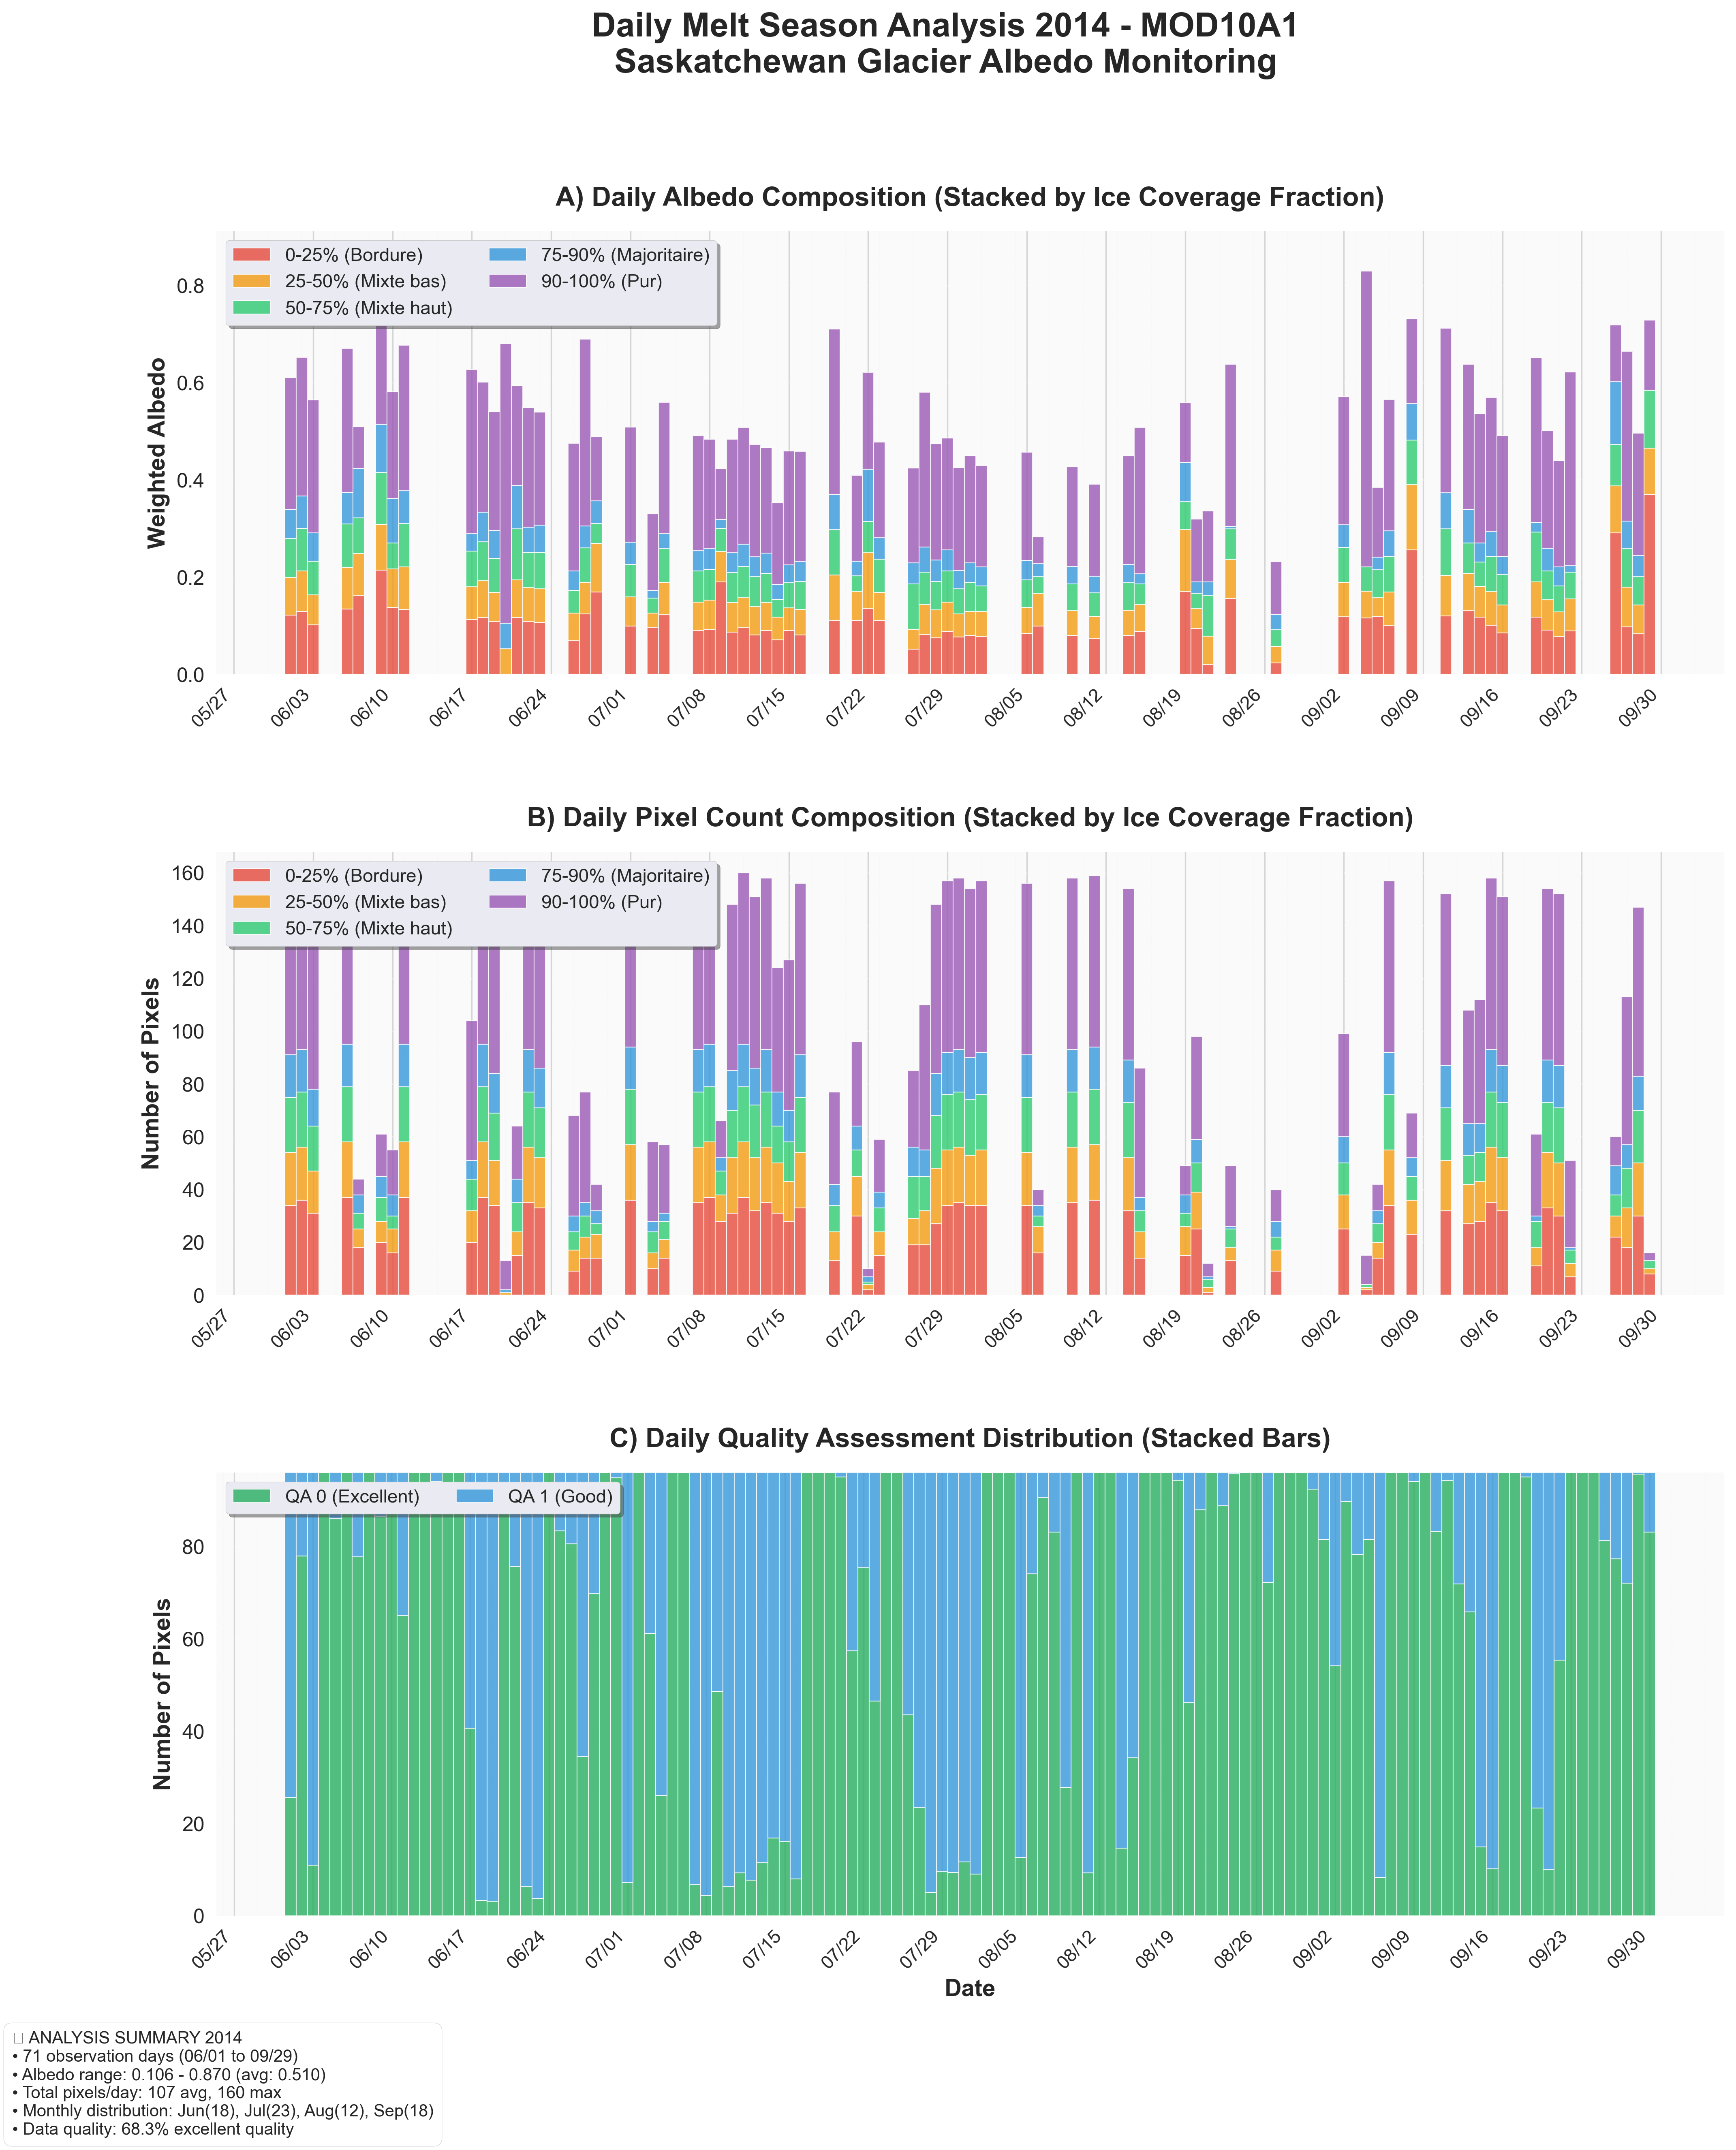 Daily Melt Season Analysis 2014 - MOD10A1
Saskatchewan Glacier Albedo Monitoring
A) Daily Albedo Composition (Stacked by Ice Coverage Fraction)
0-25% (Bordure)
25-50% (Mixte bas)
50-75% (Mixte haut)
75-90% (Majoritaire)
90-100% (Pur)
Weighted Albedo
0.8
0.6
0.4
0.2
0.0
05/27 06/03 06/10 06/17 06/24 07/01 07/08 07/15 07/22 07/29 08/05 08/12 08/19 08/26 09/02 09/09 09/16 09/23 09/30
B) Daily Pixel Count Composition (Stacked by Ice Coverage Fraction)
0-25% (Bordure)
25-50% (Mixte bas)
50-75% (Mixte haut)
75-90% (Majoritaire)
90-100% (Pur)
Number of Pixels
160
140
120
100
80
60
40
20
0
05/27 06/03 06/10 06/17 06/24 07/01 07/08 07/15 07/22 07/29 08/05 08/12 08/19 08/26 09/02 09/09 09/16 09/23 09/30
C) Daily Quality Assessment Distribution (Stacked Bars)
QA 0 (Excellent)
QA 1 (Good)
Number of Pixels
80
60
40
20
0
05/27 06/03 06/10 06/17 06/24 07/01 07/08 07/15 07/22 07/29 08/05 08/12 08/19 08/26 09/02 09/09 09/16 09/23 09/30
Date
ANALYSIS SUMMARY 2014
• 71 observation days (06/01 to 09/29)
• Albedo range: 0.106 - 0.870 (avg: 0.510)
• Total pixels/day: 107 avg, 160 max
• Monthly distribution: Jun(18), Jul(23), Aug(12), Sep(18)
• Data quality: 68.3% excellent quality